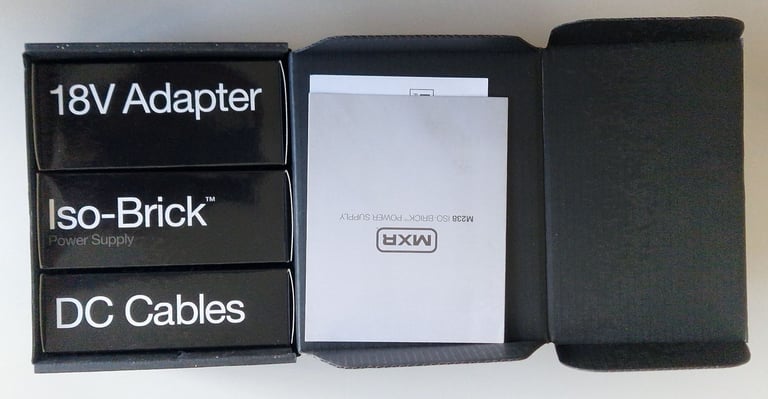 18V Adapter
Iso-Brick™
Power Supply
DC Cables
MXR
M238 ISO-BRICK™ POWER SUPPLY